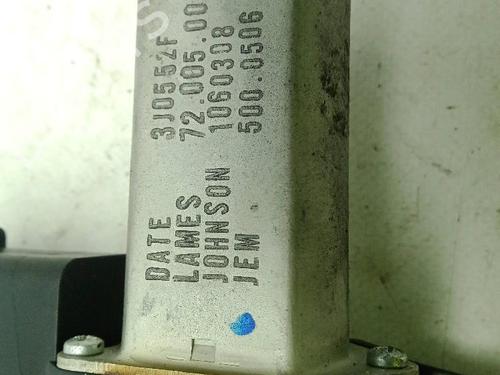 DATE 3J0552F
LAMES 72.005.00
JOHNSON 1060308
JEM 500.0506